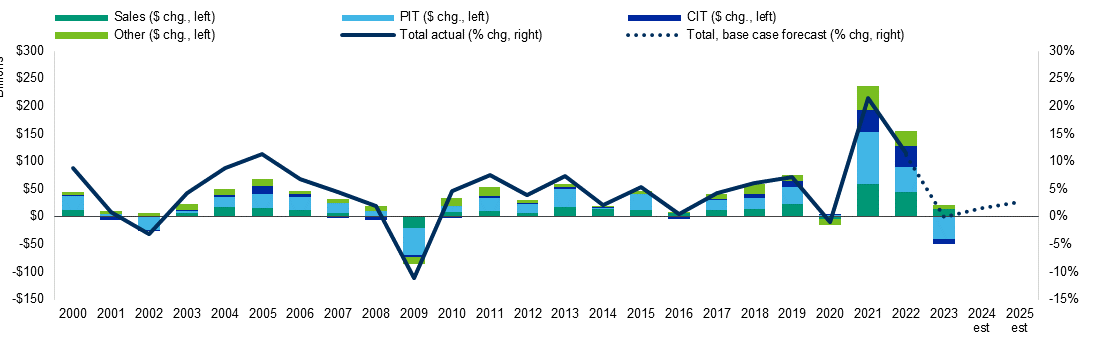 Sales ($ chg., left) PIT ($ chg., left) CIT ($ chg., left)
Other ($ chg., left) Total actual (% chg, right) Total, base case forecast (% chg, right)
Billions
$300 30%
$250 25%
$200 20%
$150 15%
$100 10%
$50 5%
$0 0%
-$50 -5%
-$100 -10%
-$150 -15%
2000 2001 2002 2003 2004 2005 2006 2007 2008 2009 2010 2011 2012 2013 2014 2015 2016 2017 2018 2019 2020 2021 2022 2023 2024 2025
est est